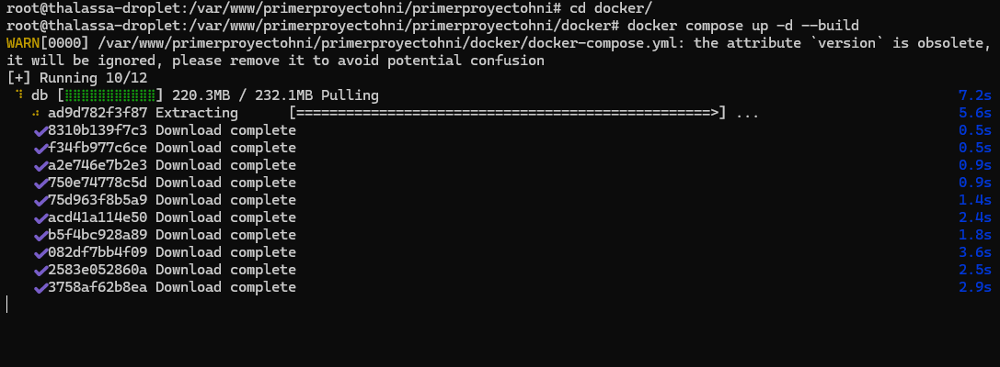 root@thalassa-droplet:/var/www/primerproyectohni/primerproyectohni# cd docker/
root@thalassa-droplet:/var/www/primerproyectohni/primerproyectohni/docker# docker compose up -d --build
WARN[0000] /var/www/primerproyectohni/primerproyectohni/docker/docker-compose.yml: the attribute `version` is obsolete,
it will be ignored, please remove it to avoid potential confusion
[+] Running 10/12
⠹ db [⣿⣿⣿⣿⣿⣿⣿⣿⣿⣿⣿] 220.3MB / 232.1MB Pulling 7.2s
⠴ ad9d782f3f87 Extracting [==================================================>] ... 5.6s
✔8310b139f7c3 Download complete 0.5s
✔f34fb977c6ce Download complete 0.5s
✔a2e746e7b2e3 Download complete 0.9s
✔750e74778c5d Download complete 0.9s
✔75d963f8b5a9 Download complete 1.4s
✔acd41a114e50 Download complete 2.4s
✔b5f4bc928a89 Download complete 1.8s
✔082df7bb4f09 Download complete 3.6s
✔2583e052860a Download complete 2.5s
✔3758af62b8ea Download complete 2.9s